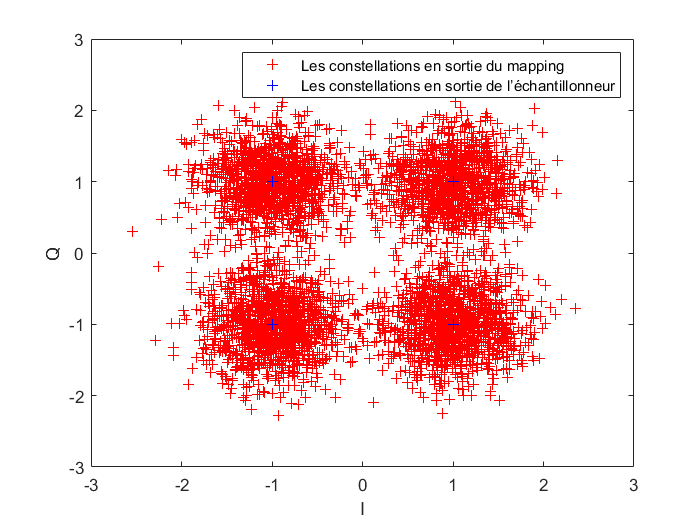 3
2
1
0
-1
-2
-3
Q
Les constellations en sortie du mapping
Les constellations en sortie de l'échantillonneur
-3 -2 -1 0 1 2 3
I